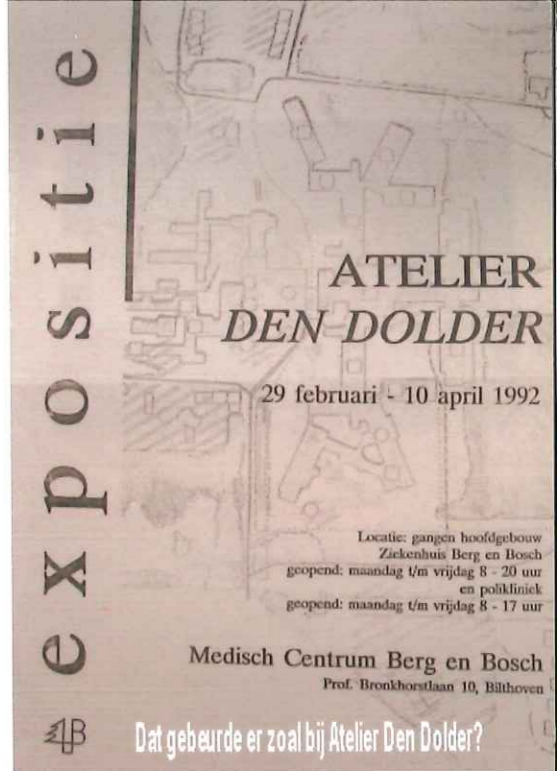 expositie
ATELIER
DEN DOLDER
29 februari - 10 april 1992
Locatie: gangen hoofdgebouw
Ziekenhuis Berg en Bosch
geopend: maandag t/m vrijdag 8 - 20 uur
en polikliniek
geopend: maandag t/m vrijdag 8 - 17 uur
Medisch Centrum Berg en Bosch
Prof. Bronkhorstlaan 10, Bilthoven
Dat gebeurde er zoal bij Atelier Den Dolder?